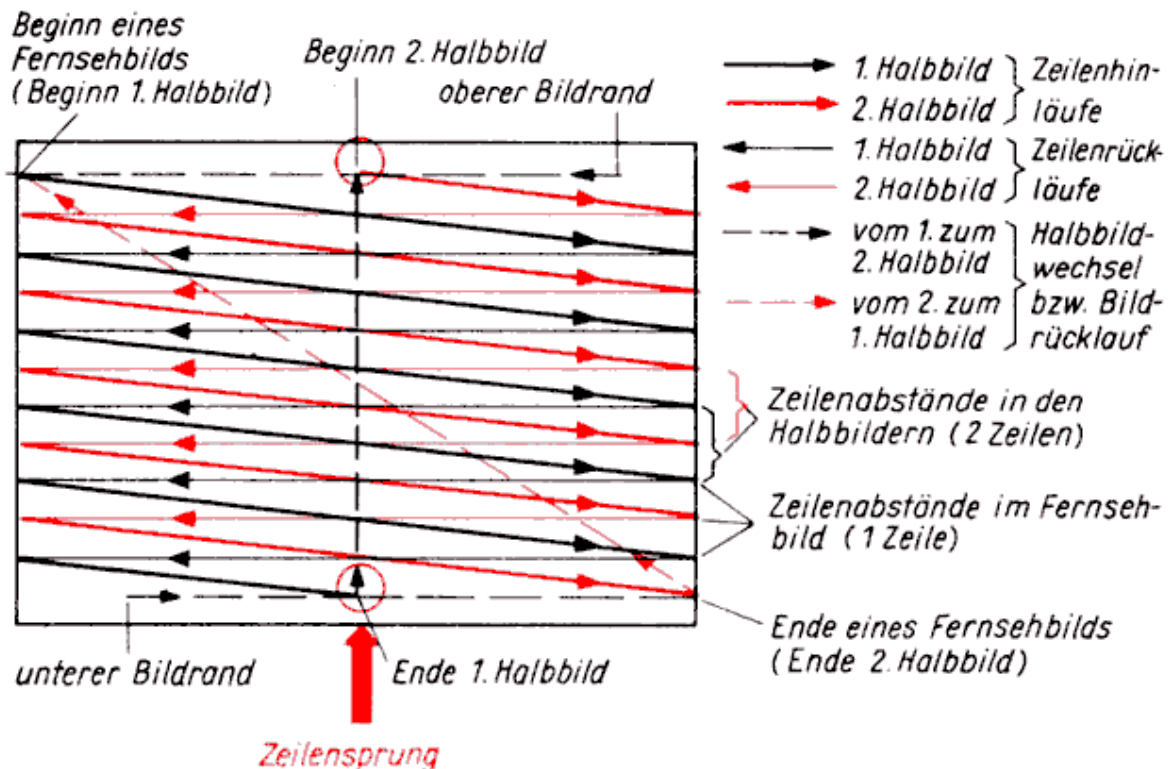 Beginn eines
Fernsehbilds
(Beginn 1. Halbbild)
Beginn 2. Halbbild
oberer Bildrand
1. Halbbild
2. Halbbild
Zeilenhin-
läufe
1. Halbbild
2. Halbbild
Zeilenrück-
läufe
vom 1. zum
2. Halbbild
vom 2. zum
1. Halbbild
Halbbild-
wechsel
bzw. Bild-
rücklauf
Zeilenabstände in den
Halbbildern (2 Zeilen)
Zeilenabstände im Fernseh-
bild (1 Zeile)
Ende eines Fernsehbilds
(Ende 2. Halbbild)
unterer Bildrand
Ende 1. Halbbild
Zeilensprung